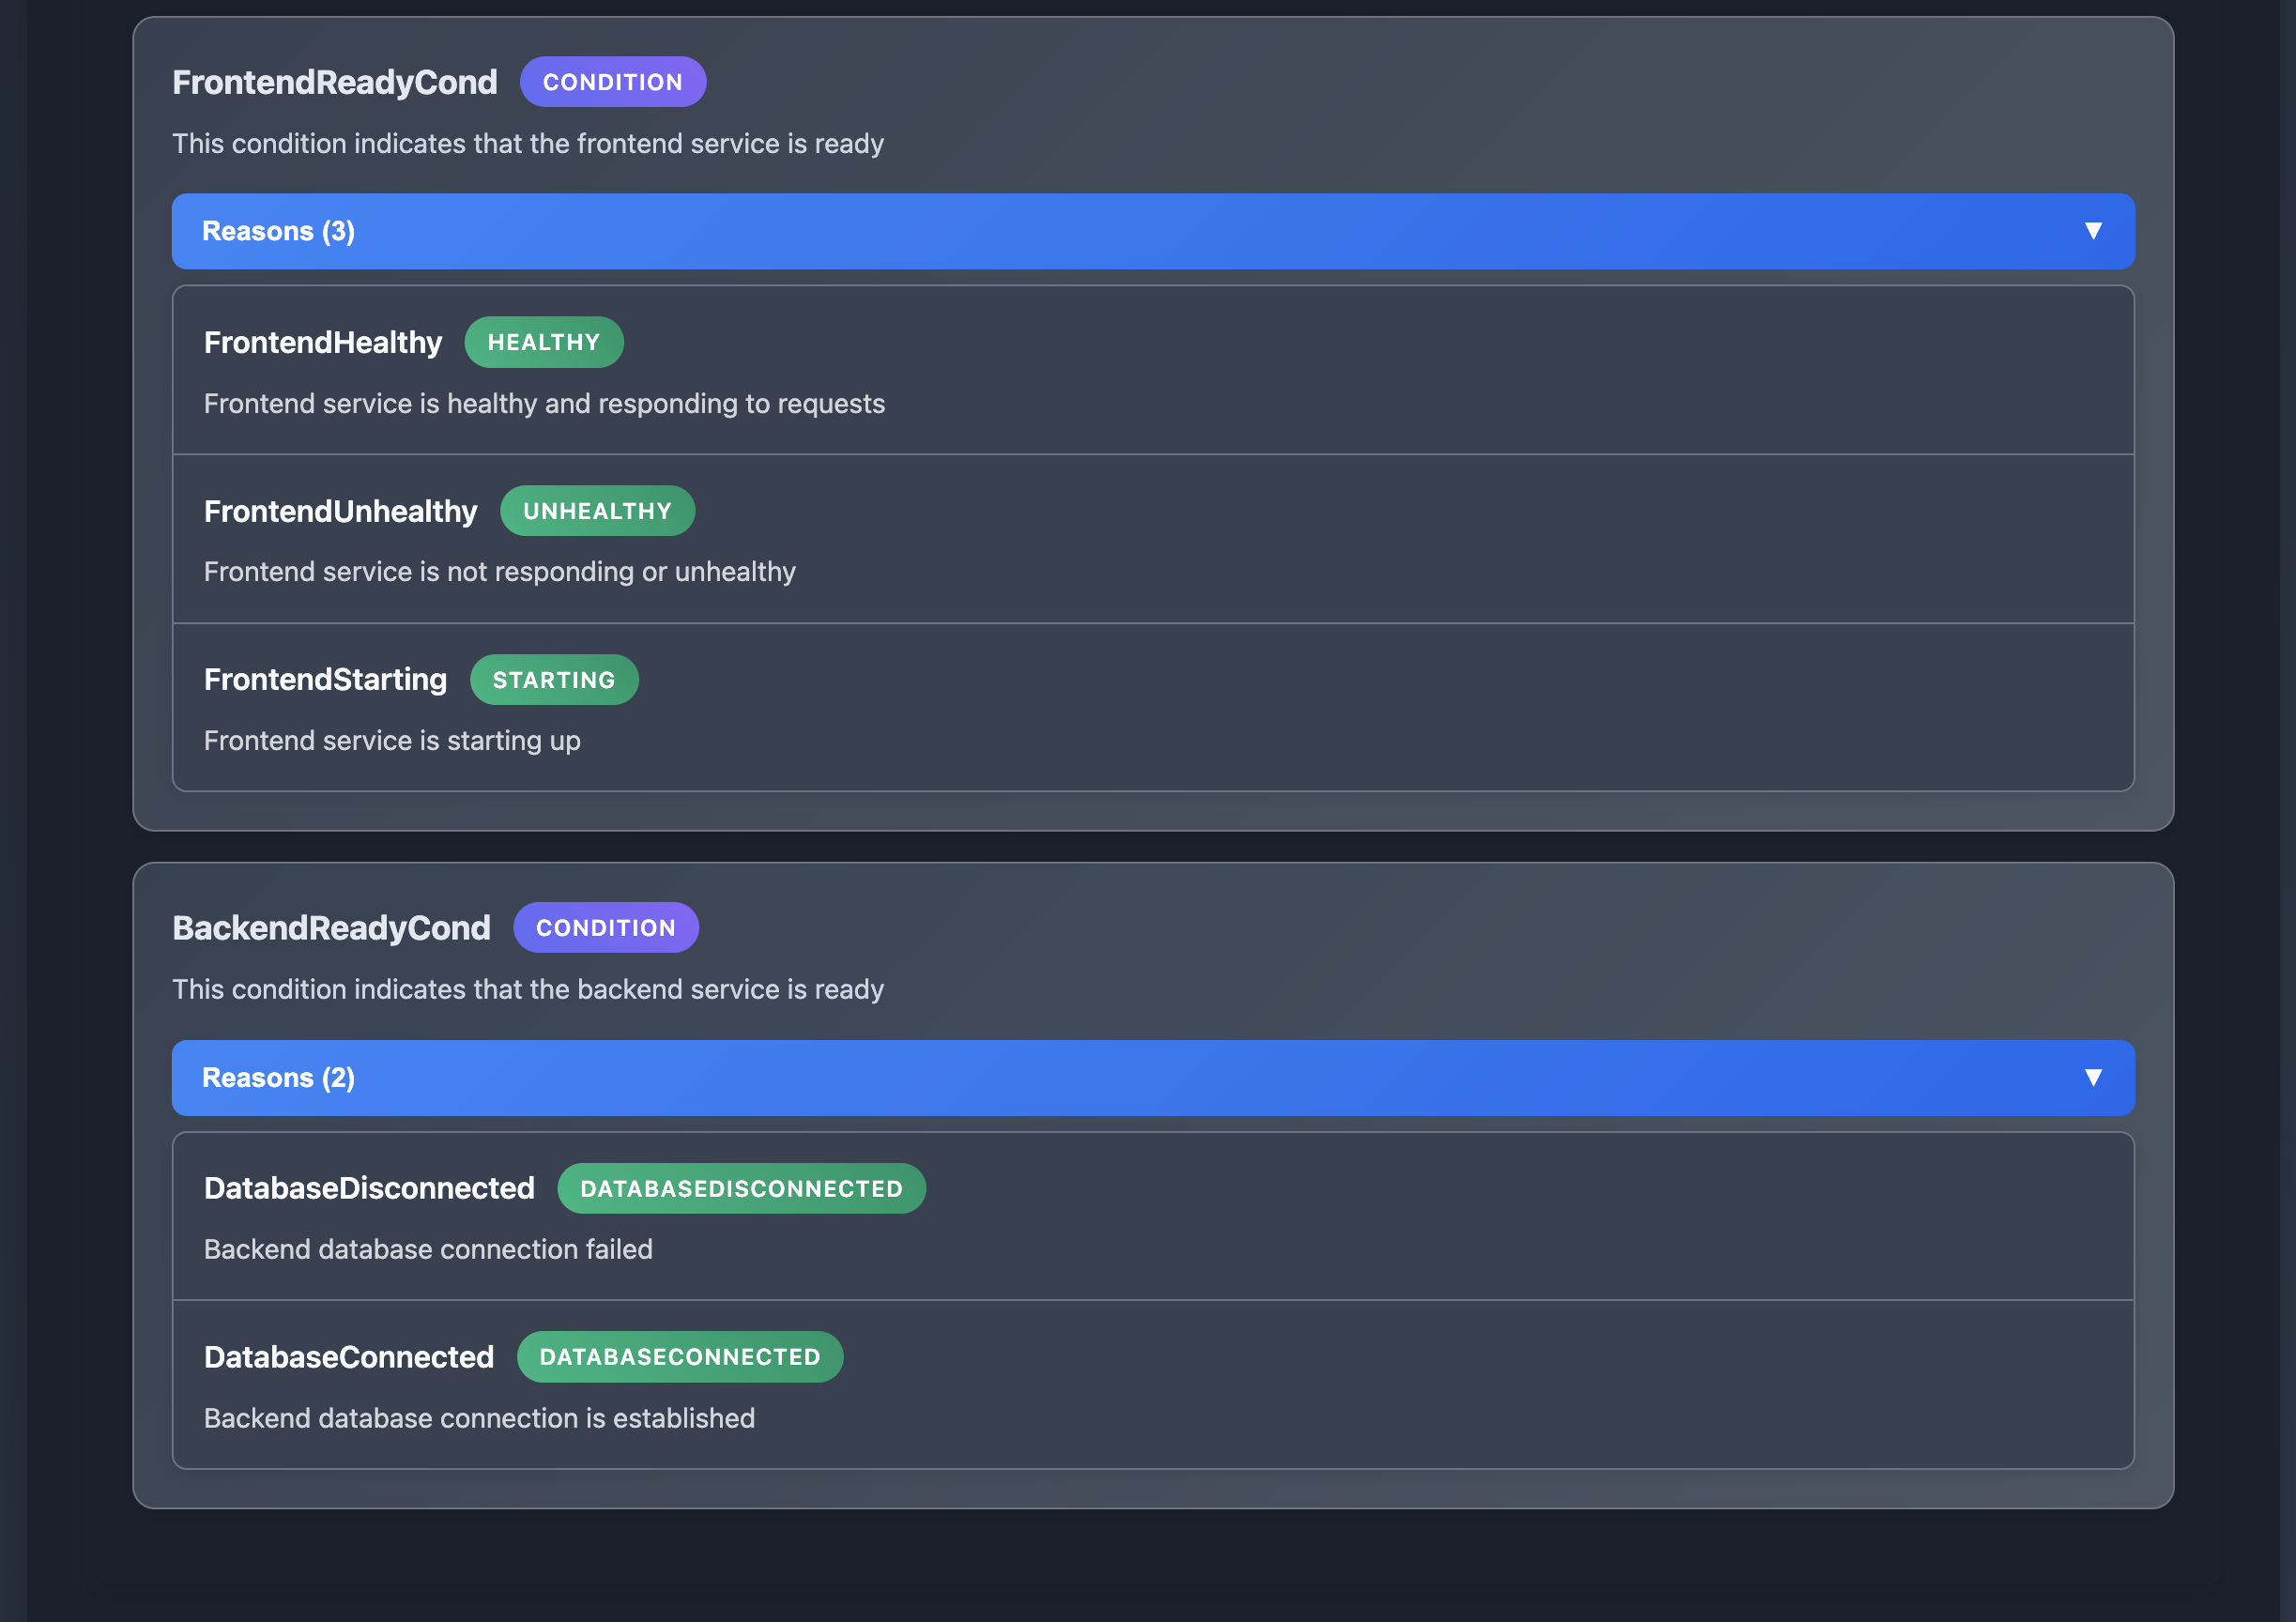 FrontendReadyCond CONDITION
This condition indicates that the frontend service is ready
Reasons (3) ▼
FrontendHealthy HEALTHY
Frontend service is healthy and responding to requests
FrontendUnhealthy UNHEALTHY
Frontend service is not responding or unhealthy
FrontendStarting STARTING
Frontend service is starting up
BackendReadyCond CONDITION
This condition indicates that the backend service is ready
Reasons (2) ▼
DatabaseDisconnected DATABASEDISCONNECTED
Backend database connection failed
DatabaseConnected DATABASECONNECTED
Backend database connection is established